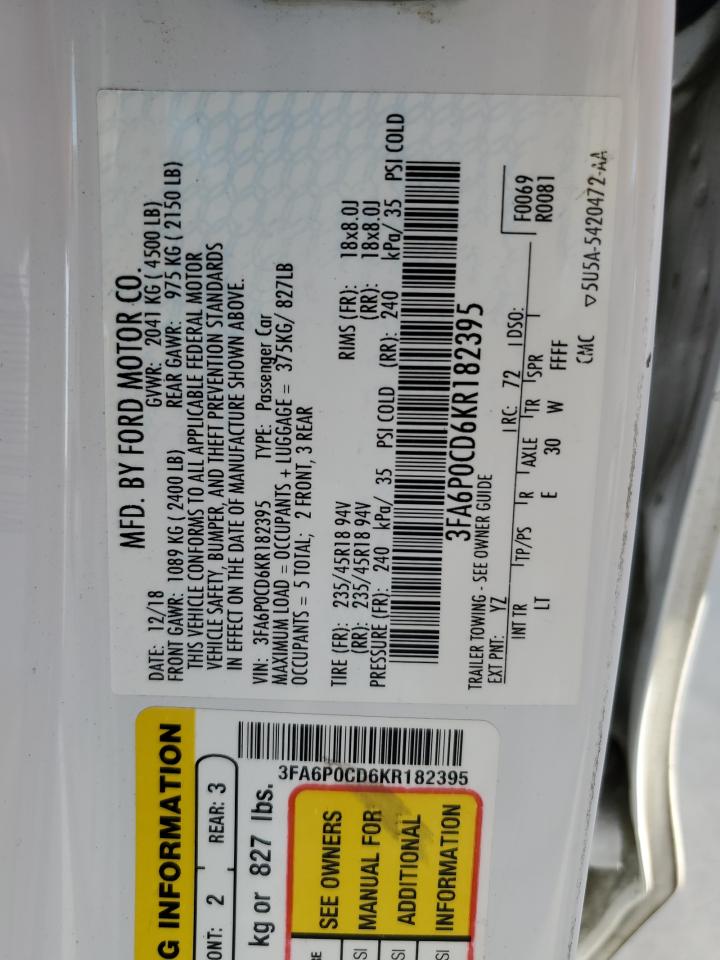 MFD. BY FORD MOTOR CO.
DATE: 12/18 GVWR: 2041 KG ( 4500 LB)
FRONT GAWR: 1089 KG ( 2400 LB) REAR GAWR: 975 KG ( 2150 LB)
THIS VEHICLE CONFORMS TO ALL APPLICABLE FEDERAL MOTOR
VEHICLE SAFETY, BUMPER, AND THEFT PREVENTION STANDARDS
IN EFFECT ON THE DATE OF MANUFACTURE SHOWN ABOVE.
VIN: 3FA6P0CD6KR182395 TYPE: Passenger Car
MAXIMUM LOAD = OCCUPANTS + LUGGAGE = 375KG/ 827LB
OCCUPANTS = 5 TOTAL; 2 FRONT, 3 REAR
TIRE (FR): 235/45R18 94V RIMS (FR): 18x8.0J
(RR): 235/45R18 94V (RR): 18x8.0J
PRESSURE (FR): 240 kPa/ 35 PSI COLD (RR): 240 kPa/ 35 PSI COLD
3FA6P0CD6KR182395
TRAILER TOWING - SEE OWNER GUIDE
EXT PNT: YZ RC: 72 DSO: F0069
R0081
INT TR TP/PS R AXLE TR SPR
LT E 30 W FFFF
CMC ▽5U5A-5420472-AA
G INFORMATION
ONT: 2 REAR: 3
kg or 827 lbs.
3FA6P0CD6KR182395
SEE OWNERS
MANUAL FOR
ADDITIONAL
INFORMATION
RE
SI
SI
SI